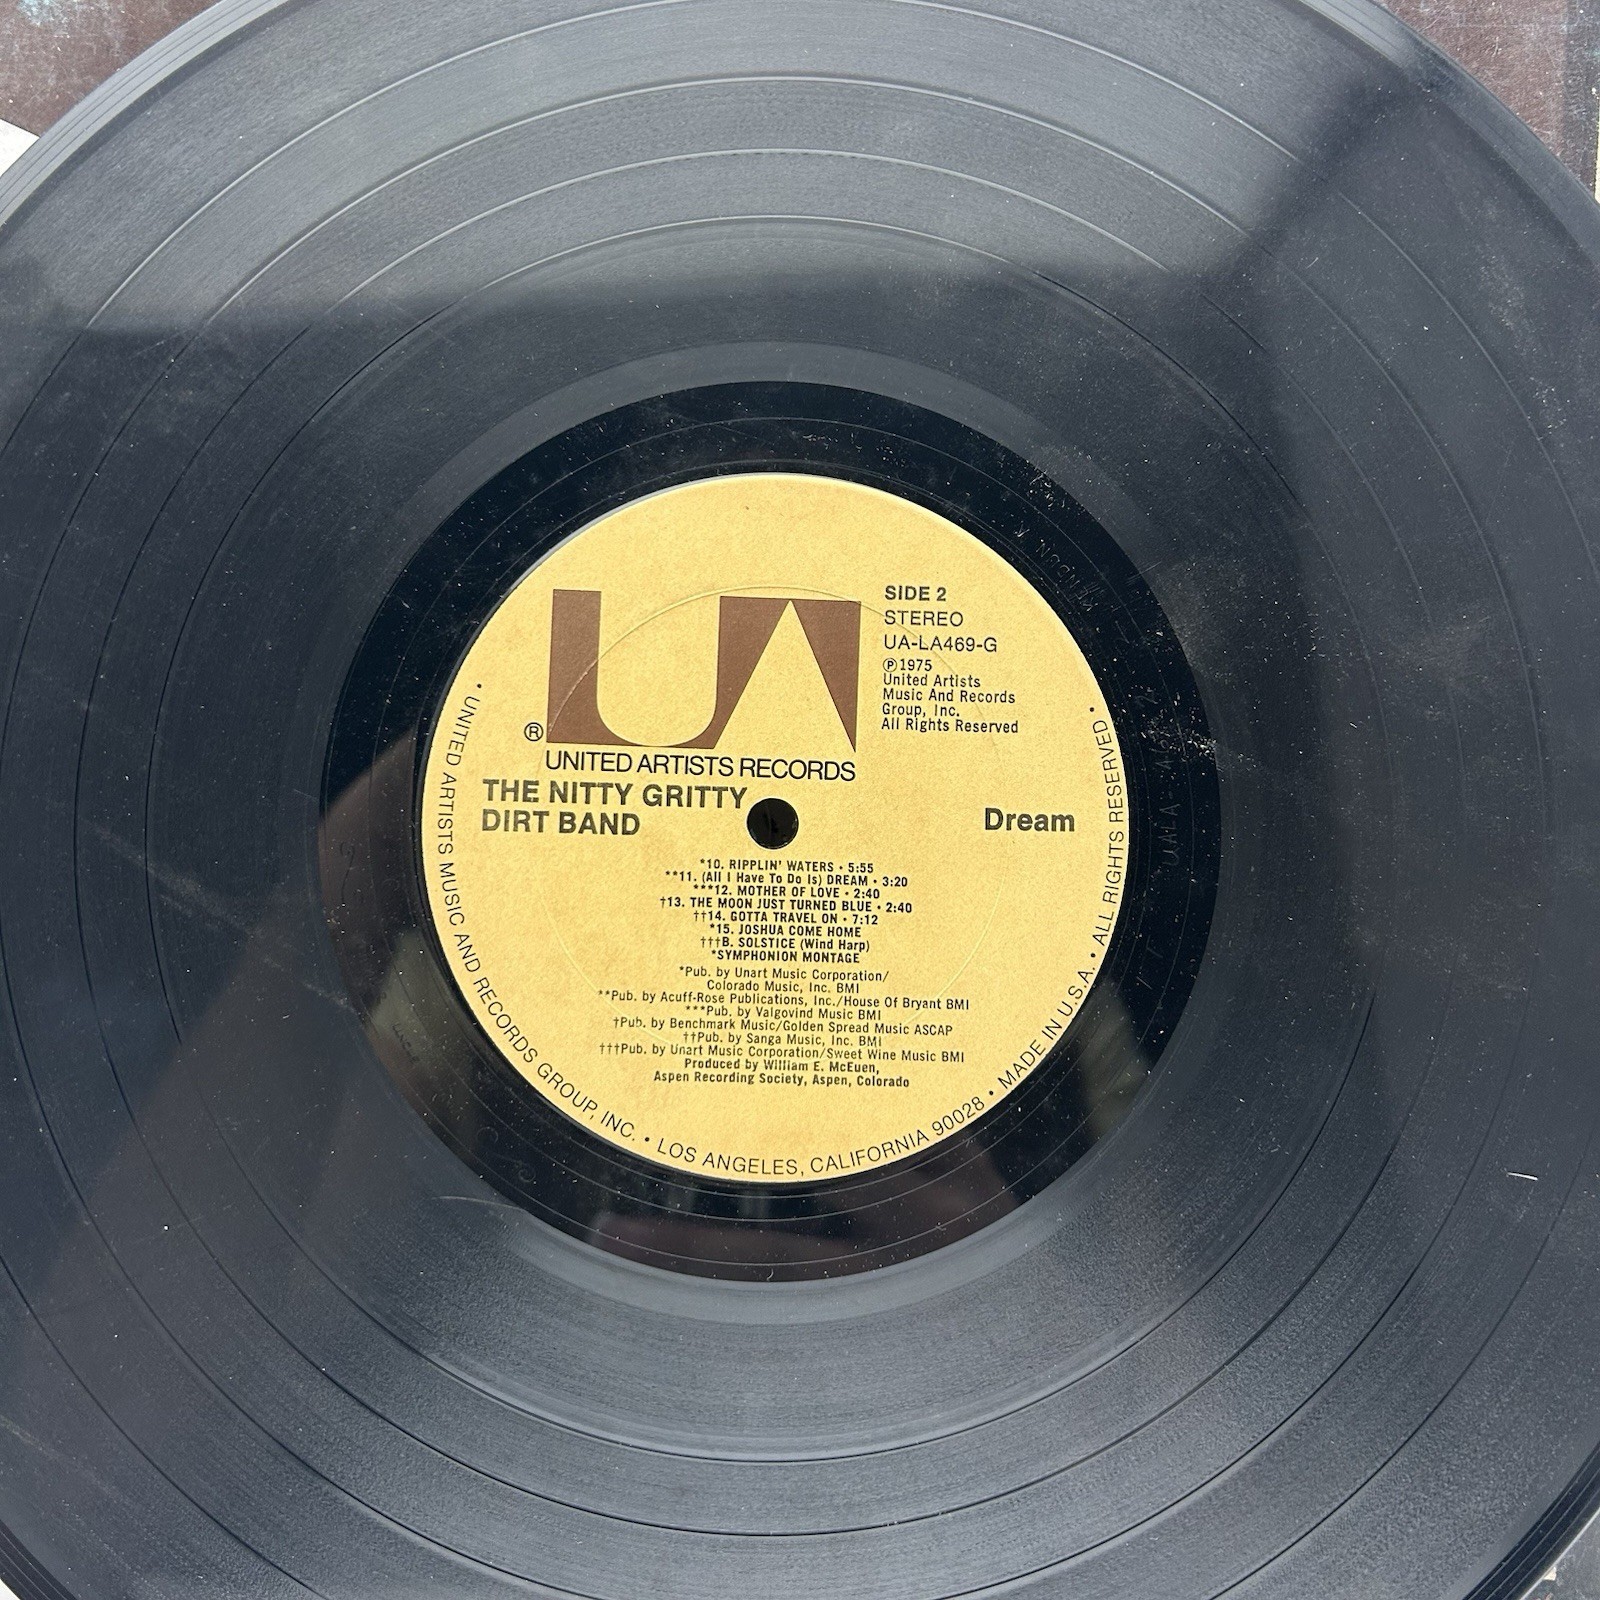 UA
®
UNITED ARTISTS RECORDS
SIDE 2
STEREO
UA-LA469-G
℗1975
United Artists
Music And Records
Group, Inc.
All Rights Reserved
THE NITTY GRITTY
DIRT BAND
Dream
*10. RIPPLIN' WATERS • 5:55
**11. (All I Have To Do Is) DREAM • 3:20
***12. MOTHER OF LOVE • 2:40
†13. THE MOON JUST TURNED BLUE • 2:40
††14. GOTTA TRAVEL ON • 7:12
*15. JOSHUA COME HOME
†††B. SOLSTICE (Wind Harp)
*SYMPHONION MONTAGE
*Pub. by Unart Music Corporation/
Colorado Music, Inc. BMI
**Pub. by Acuff-Rose Publications, Inc./House Of Bryant BMI
***Pub. by Valgovind Music BMI
†Pub. by Benchmark Music/Golden Spread Music ASCAP
††Pub. by Sanga Music, Inc. BMI
†††Pub. by Unart Music Corporation/Sweet Wine Music BMI
Produced by William E. McEuen,
Aspen Recording Society, Aspen, Colorado
• UNITED ARTISTS MUSIC AND RECORDS GROUP, INC. • LOS ANGELES, CALIFORNIA 90028 • MADE IN U.S.A. • ALL RIGHTS RESERVED •